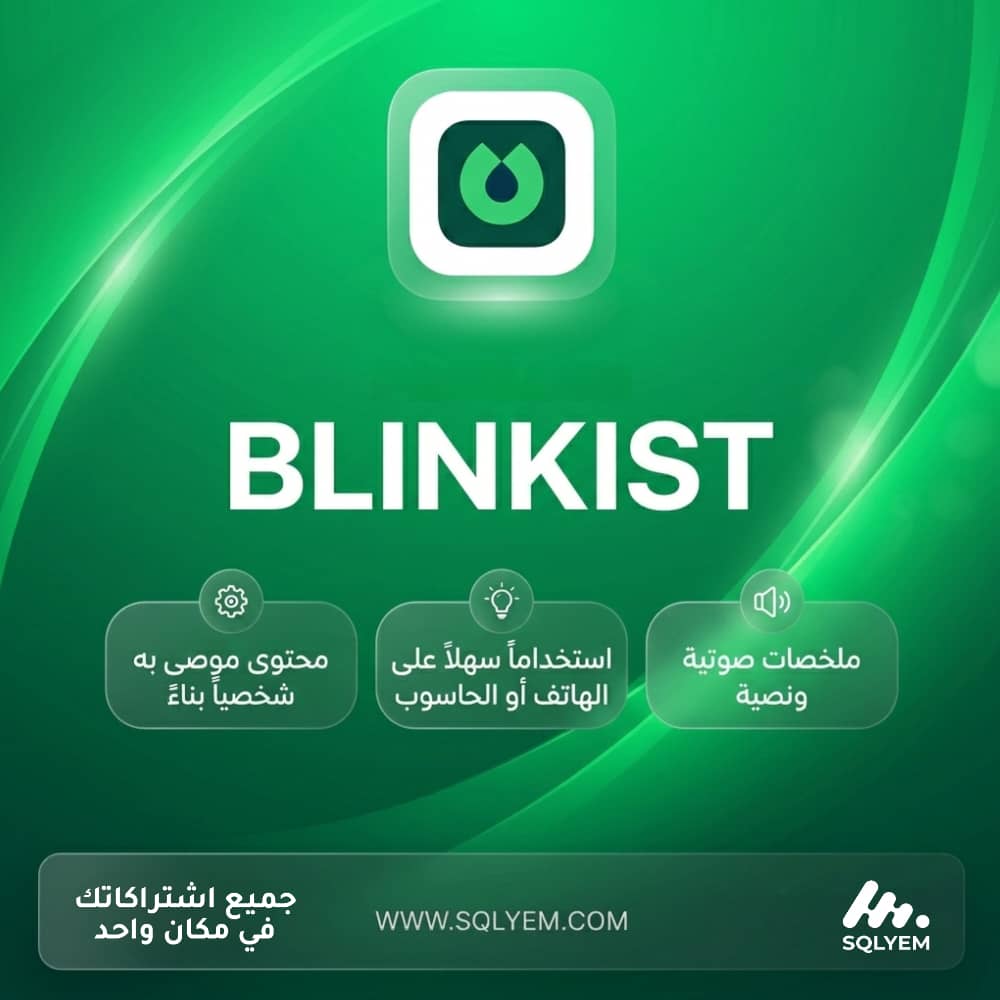 BLINKIST
ملخصات صوتية
ونصية
استخداماً سهلاً على
الهاتف أو الحاسوب
محتوى موصى به
شخصياً بناءً
جميع اشتراكاتك
في مكان واحد
WWW.SQLYEM.COM
SQLYEM